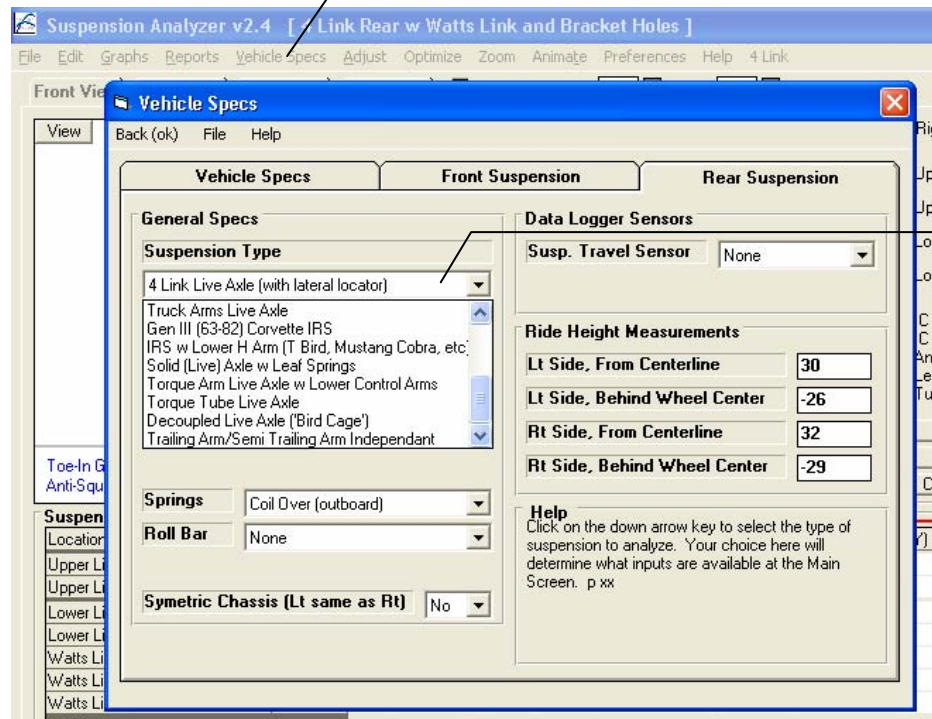 Suspension Analyzer v2.4 [ 4 Link Rear w Watts Link and Bracket Holes ]
File Edit Graphs Reports Vehicle Specs Adjust Optimize Zoom Animate Preferences Help 4 Link
Front Vie
View
Vehicle Specs
Back (ok) File Help
Vehicle Specs Front Suspension Rear Suspension
General Specs
Suspension Type
4 Link Live Axle (with lateral locator)
Truck Arms Live Axle
Gen III (63-82) Corvette IRS
IRS w Lower H Arm (T Bird, Mustang Cobra, etc
Solid (Live) Axle w Leaf Springs
Torque Arm Live Axle w Lower Control Arms
Torque Tube Live Axle
Decoupled Live Axle ('Bird Cage')
Trailing Arm/Semi Trailing Arm Independant
Springs Coil Over (outboard)
Roll Bar None
Symetric Chassis (Lt same as Rt) No
Data Logger Sensors
Susp. Travel Sensor None
Ride Height Measurements
Lt Side, From Centerline 30
Lt Side, Behind Wheel Center -26
Rt Side, From Centerline 32
Rt Side, Behind Wheel Center -29
Help
Click on the down arrow key to select the type of
suspension to analyze. Your choice here will
determine what inputs are available at the Main
Screen. p xx
Toe-In G
Anti-Squ
Suspen
Location
Upper Li
Upper Li
Lower Li
Lower Li
Watts Li
Watts Li
Watts Li